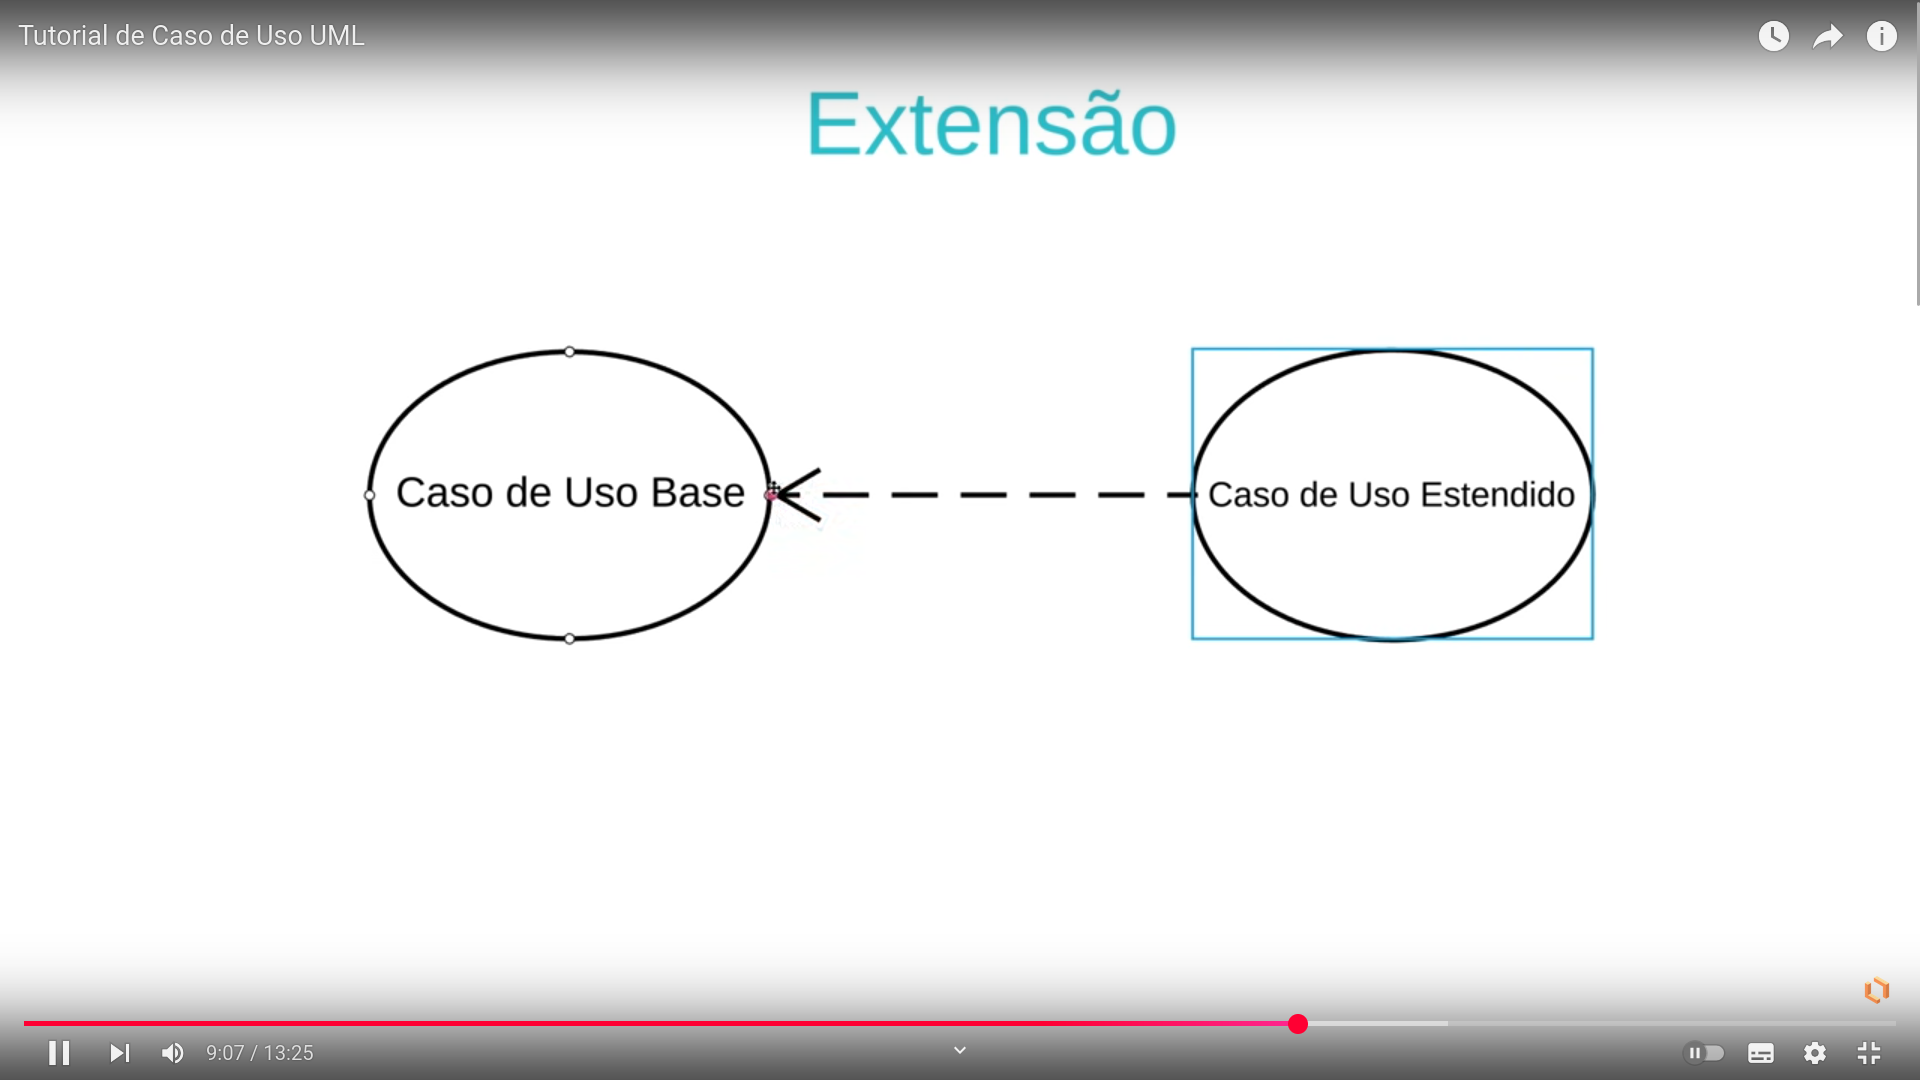 Tutorial de Caso de Uso UML
Extensão
Caso de Uso Base
Caso de Uso Estendido
9:07 / 13:25